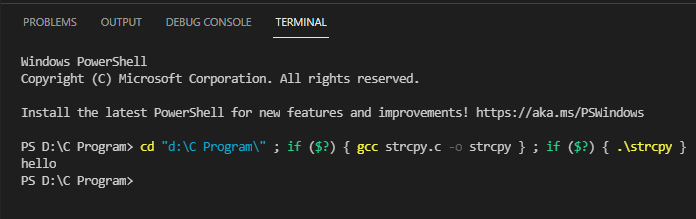 PROBLEMS OUTPUT DEBUG CONSOLE TERMINAL
Windows PowerShell
Copyright (C) Microsoft Corporation. All rights reserved.
Install the latest PowerShell for new features and improvements! https://aka.ms/PSWindows
PS D:\C Program> cd "d:\C Program\" ; if ($?) { gcc strcpy.c -o strcpy } ; if ($?) { .\strcpy }
hello
PS D:\C Program>